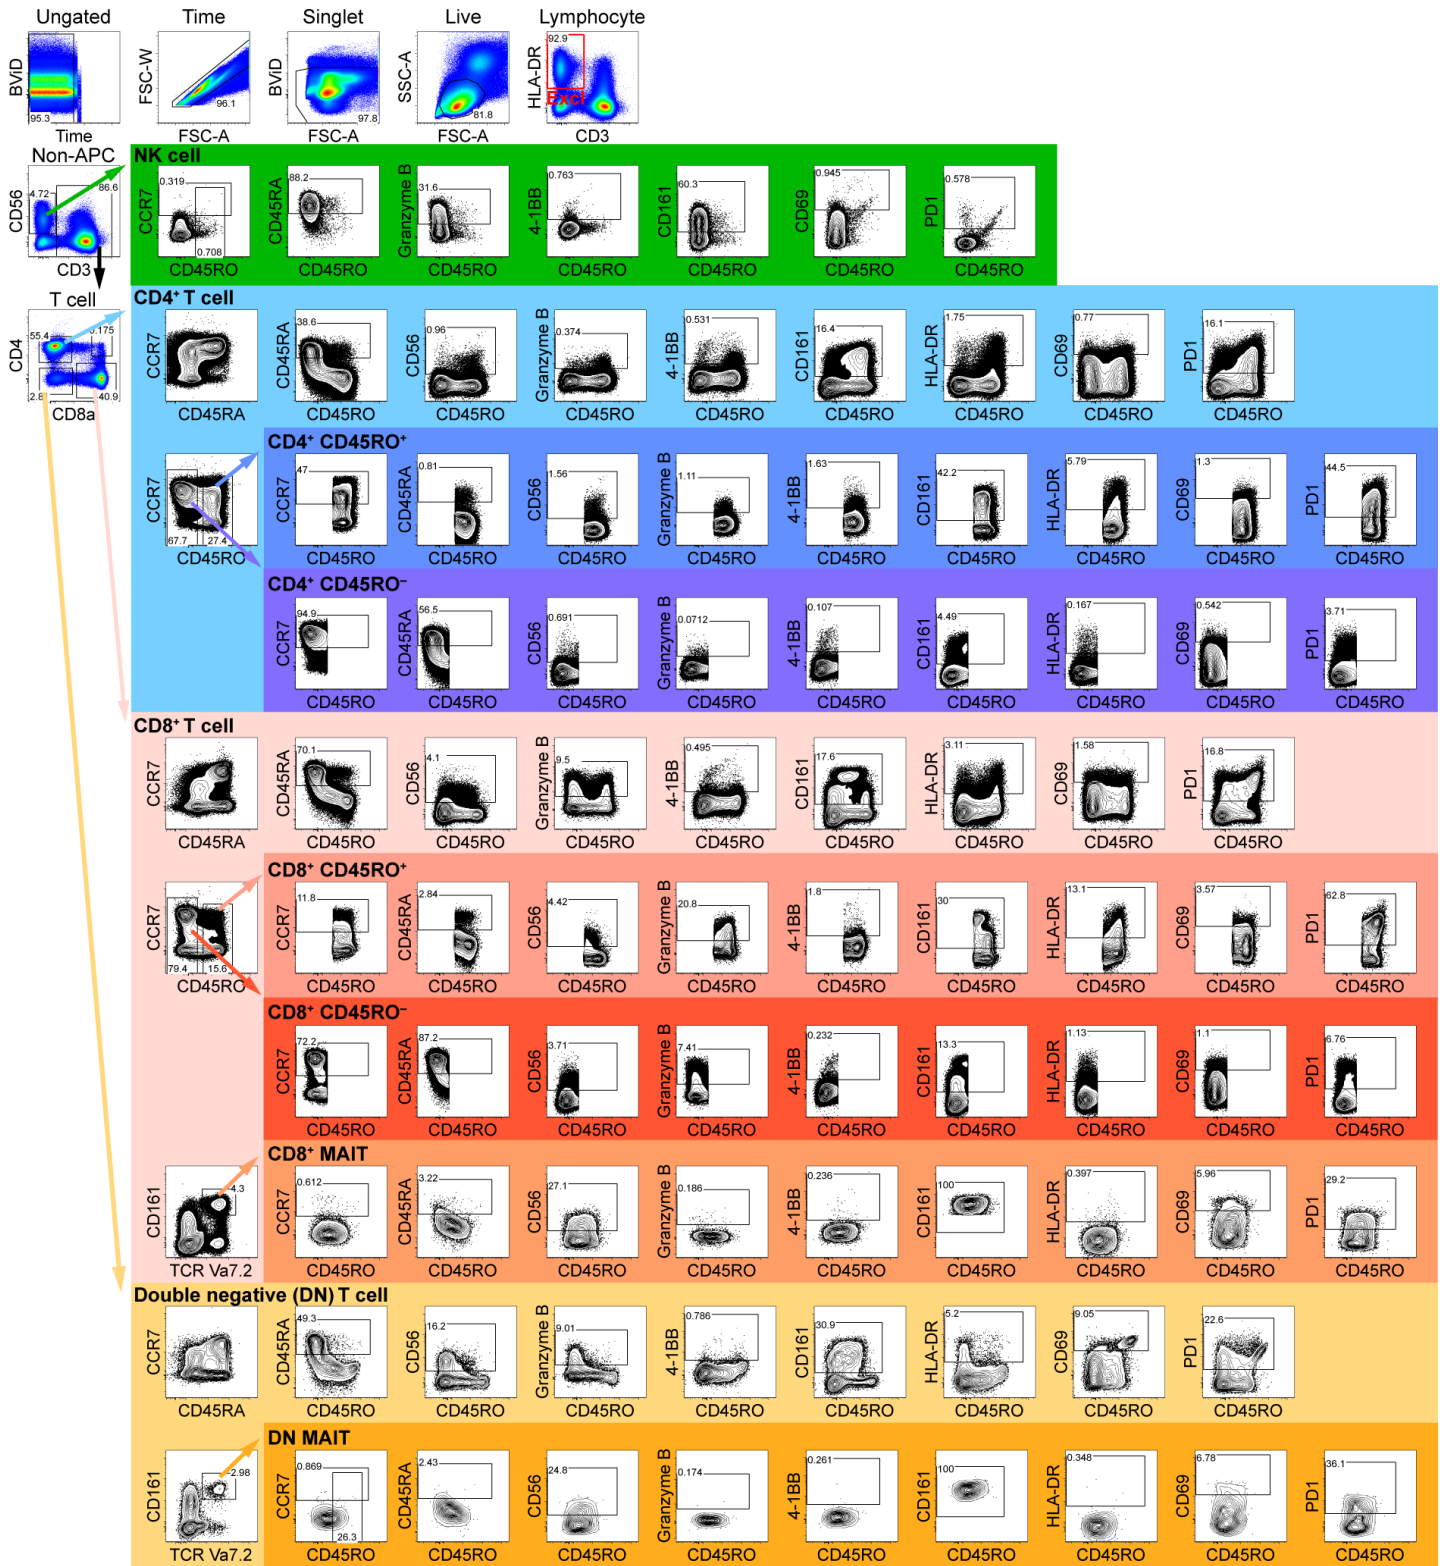 Ungated Time Singlet Live Lymphocyte
BViD FSC-W BViD SSC-A HLA-DR
95.3 96.1 97.8 81.8 92.9 Excl
Time FSC-A FSC-A FSC-A CD3
Non-APC NK cell
CD56 CCR7 CD45RA Granzyme B 4-1BB CD161 CD69 PD1
4.72 86.6 0.319 0.708 88.2 31.6 0.763 60.3 0.945 0.578
CD3 CD45RO CD45RO CD45RO CD45RO CD45RO CD45RO CD45RO
T cell CD4⁺ T cell
CD4 CCR7 CD45RA CD56 Granzyme B 4-1BB CD161 HLA-DR CD69 PD1
55.4 2.8 40.9 38.6 0.96 0.374 0.531 16.4 1.75 0.77 16.1
CD8a CD45RA CD45RO CD45RO CD45RO CD45RO CD45RO CD45RO CD45RO CD45RO
CD4⁺ CD45RO⁺
CCR7 CCR7 CD45RA CD56 Granzyme B 4-1BB CD161 HLA-DR CD69 PD1
67.7 27.4 47 0.81 1.56 1.11 1.63 42.2 5.79 1.3 44.5
CD45RO CD45RO CD45RO CD45RO CD45RO CD45RO CD45RO CD45RO CD45RO CD45RO
CD4⁺ CD45RO⁻
CCR7 CD45RA CD56 Granzyme B 4-1BB CD161 HLA-DR CD69 PD1
94.9 56.5 0.691 0.0712 0.107 4.49 0.167 0.542 3.71
CD45RO CD45RO CD45RO CD45RO CD45RO CD45RO CD45RO CD45RO CD45RO
CD8⁺ T cell
CCR7 CD45RA CD56 Granzyme B 4-1BB CD161 HLA-DR CD69 PD1
70.1 4.1 9.5 0.495 17.6 3.11 1.58 16.8
CD45RA CD45RO CD45RO CD45RO CD45RO CD45RO CD45RO CD45RO CD45RO
CD8⁺ CD45RO⁺
CCR7 CCR7 CD45RA CD56 Granzyme B 4-1BB CD161 HLA-DR CD69 PD1
79.4 15.6 11.8 2.84 4.42 20.8 1.8 30 13.1 3.57 62.8
CD45RO CD45RO CD45RO CD45RO CD45RO CD45RO CD45RO CD45RO CD45RO CD45RO
CD8⁺ CD45RO⁻
CCR7 CD45RA CD56 Granzyme B 4-1BB CD161 HLA-DR CD69 PD1
72.2 87.2 3.71 7.41 0.232 13.3 1.13 1.1 6.76
CD45RO CD45RO CD45RO CD45RO CD45RO CD45RO CD45RO CD45RO CD45RO
CD8⁺ MAIT
CD161 CCR7 CD45RA CD56 Granzyme B 4-1BB CD161 HLA-DR CD69 PD1
4.3 0.612 3.22 27.1 0.186 0.236 100 0.397 5.96 29.2
TCR Va7.2 CD45RO CD45RO CD45RO CD45RO CD45RO CD45RO CD45RO CD45RO CD45RO
Double negative (DN) T cell
CCR7 CD45RA CD56 Granzyme B 4-1BB CD161 HLA-DR CD69 PD1
49.3 16.2 9.01 0.786 30.9 5.2 9.05 22.6
CD45RA CD45RO CD45RO CD45RO CD45RO CD45RO CD45RO CD45RO CD45RO
DN MAIT
CD161 CCR7 CD45RA CD56 Granzyme B 4-1BB CD161 HLA-DR CD69 PD1
2.98 0.869 26.3 2.43 24.8 0.174 0.261 100 0.348 6.78 36.1
TCR Va7.2 CD45RO CD45RO CD45RO CD45RO CD45RO CD45RO CD45RO CD45RO CD45RO